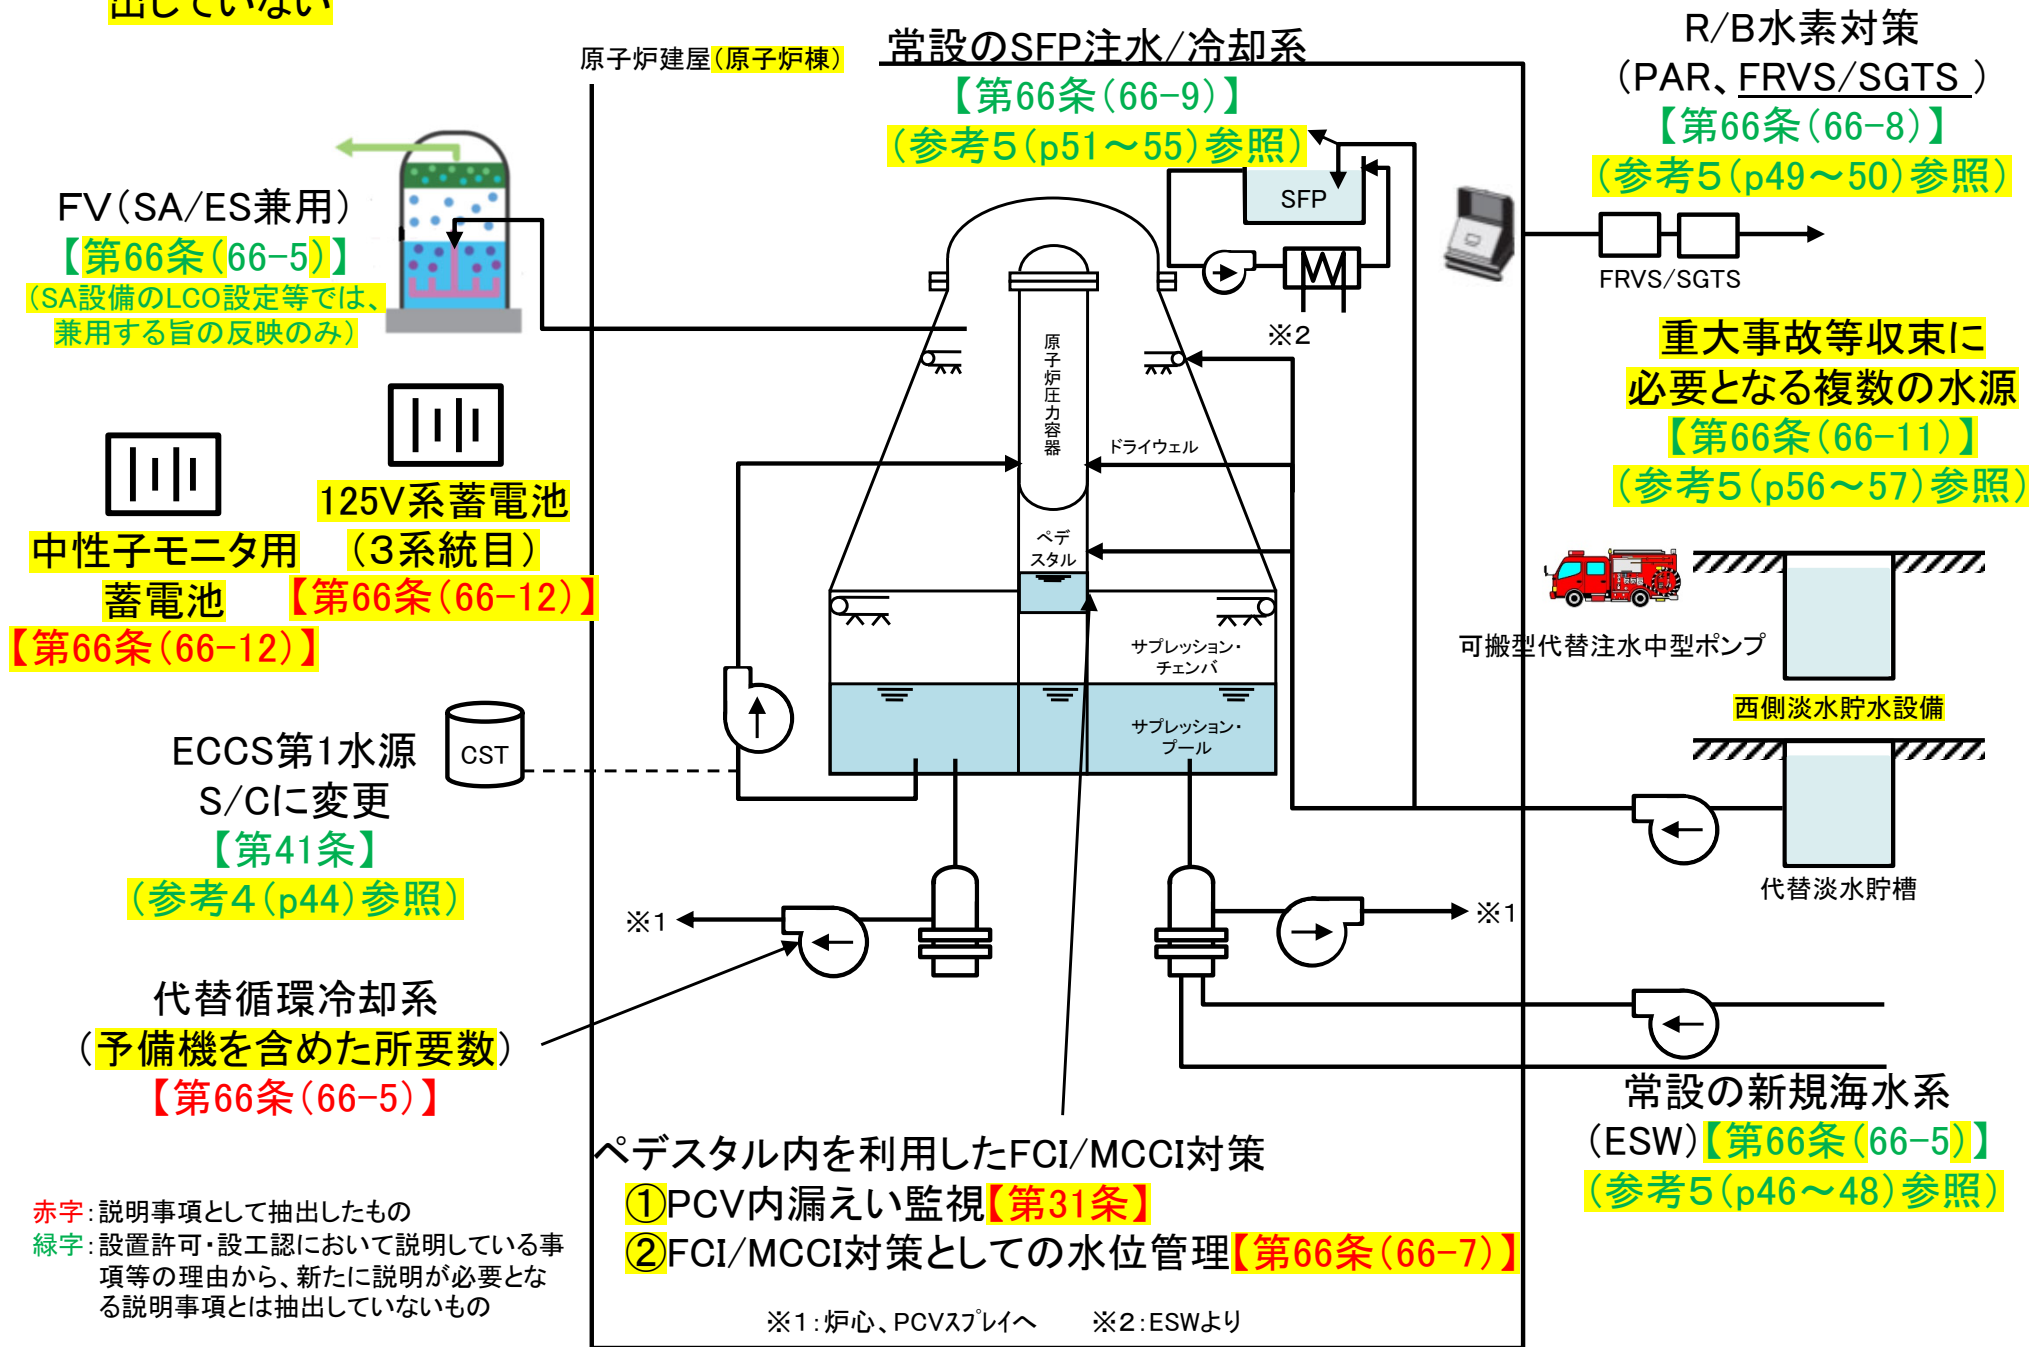 出していない
原子炉建屋(原子炉棟)
常設のSFP注水/冷却系
【第66条(66-9)】
(参考5(p51～55)参照)
R/B水素対策
(PAR、FRVS/SGTS )
【第66条(66-8)】
(参考5(p49～50)参照)
FRVS/SGTS
FV(SA/ES兼用)
【第66条(66-5)】
(SA設備のLCO設定等では、
兼用する旨の反映のみ)
SFP
※2
原子炉圧力容器
ドライウェル
ペデ
スタル
サプレッション・
チェンバ
サプレッション・
プール
重大事故等収束に
必要となる複数の水源
【第66条(66-11)】
(参考5(p56～57)参照)
125V系蓄電池
(3系統目)
【第66条(66-12)】
中性子モニタ用
蓄電池
【第66条(66-12)】
可搬型代替注水中型ポンプ
西側淡水貯水設備
代替淡水貯槽
ECCS第1水源
S/Cに変更
【第41条】
(参考4(p44)参照)
CST
※1
※1
代替循環冷却系
(予備機を含めた所要数)
【第66条(66-5)】
常設の新規海水系
(ESW)【第66条(66-5)】
(参考5(p46～48)参照)
ペデスタル内を利用したFCI/MCCI対策
①PCV内漏えい監視【第31条】
②FCI/MCCI対策としての水位管理【第66条(66-7)】
赤字:説明事項として抽出したもの
緑字:設置許可・設工認において説明している事
項等の理由から、新たに説明が必要とな
る説明事項とは抽出していないもの
※1:炉心、PCVｽﾌﾟﾚｲへ ※2:ESWより